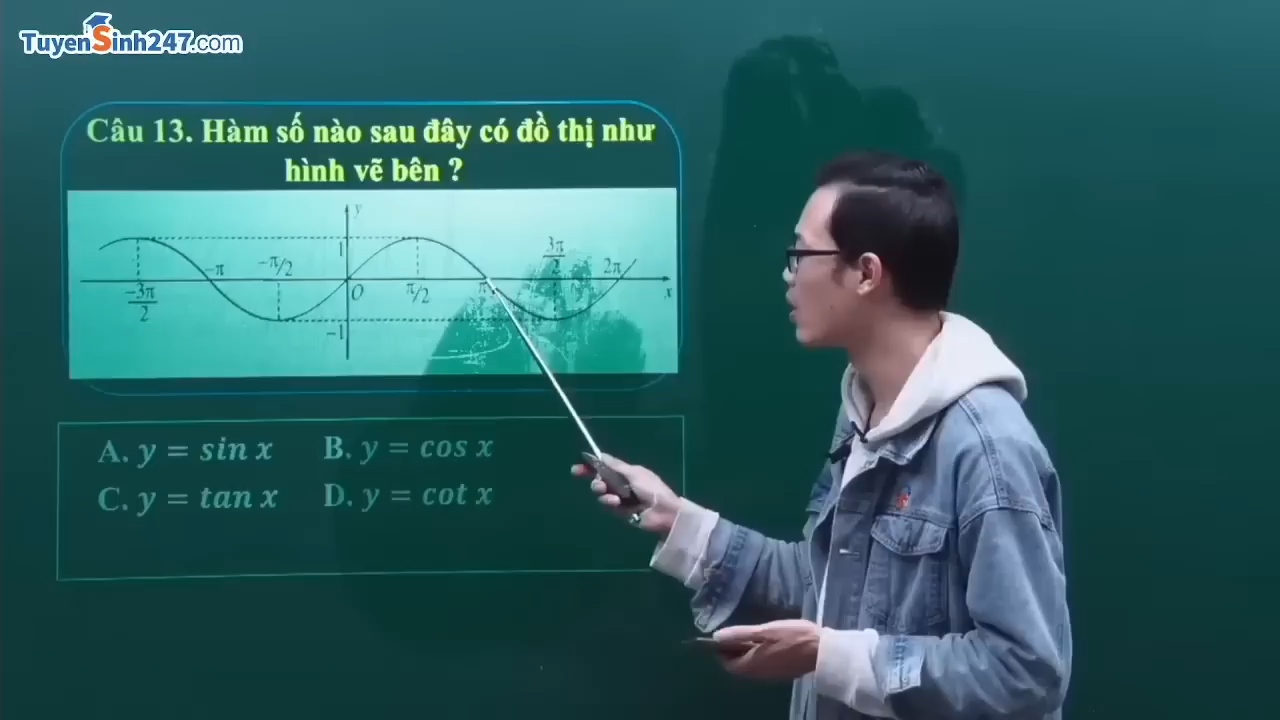 TuyenSinh247.com
Câu 13. Hàm số nào sau đây có đồ thị như
hình vẽ bên ?
y
1
3π/2
-π
-π/2
2π
-3π/2
O
π/2
π
x
-1
A. y = sin x
B. y = cos x
C. y = tan x
D. y = cot x